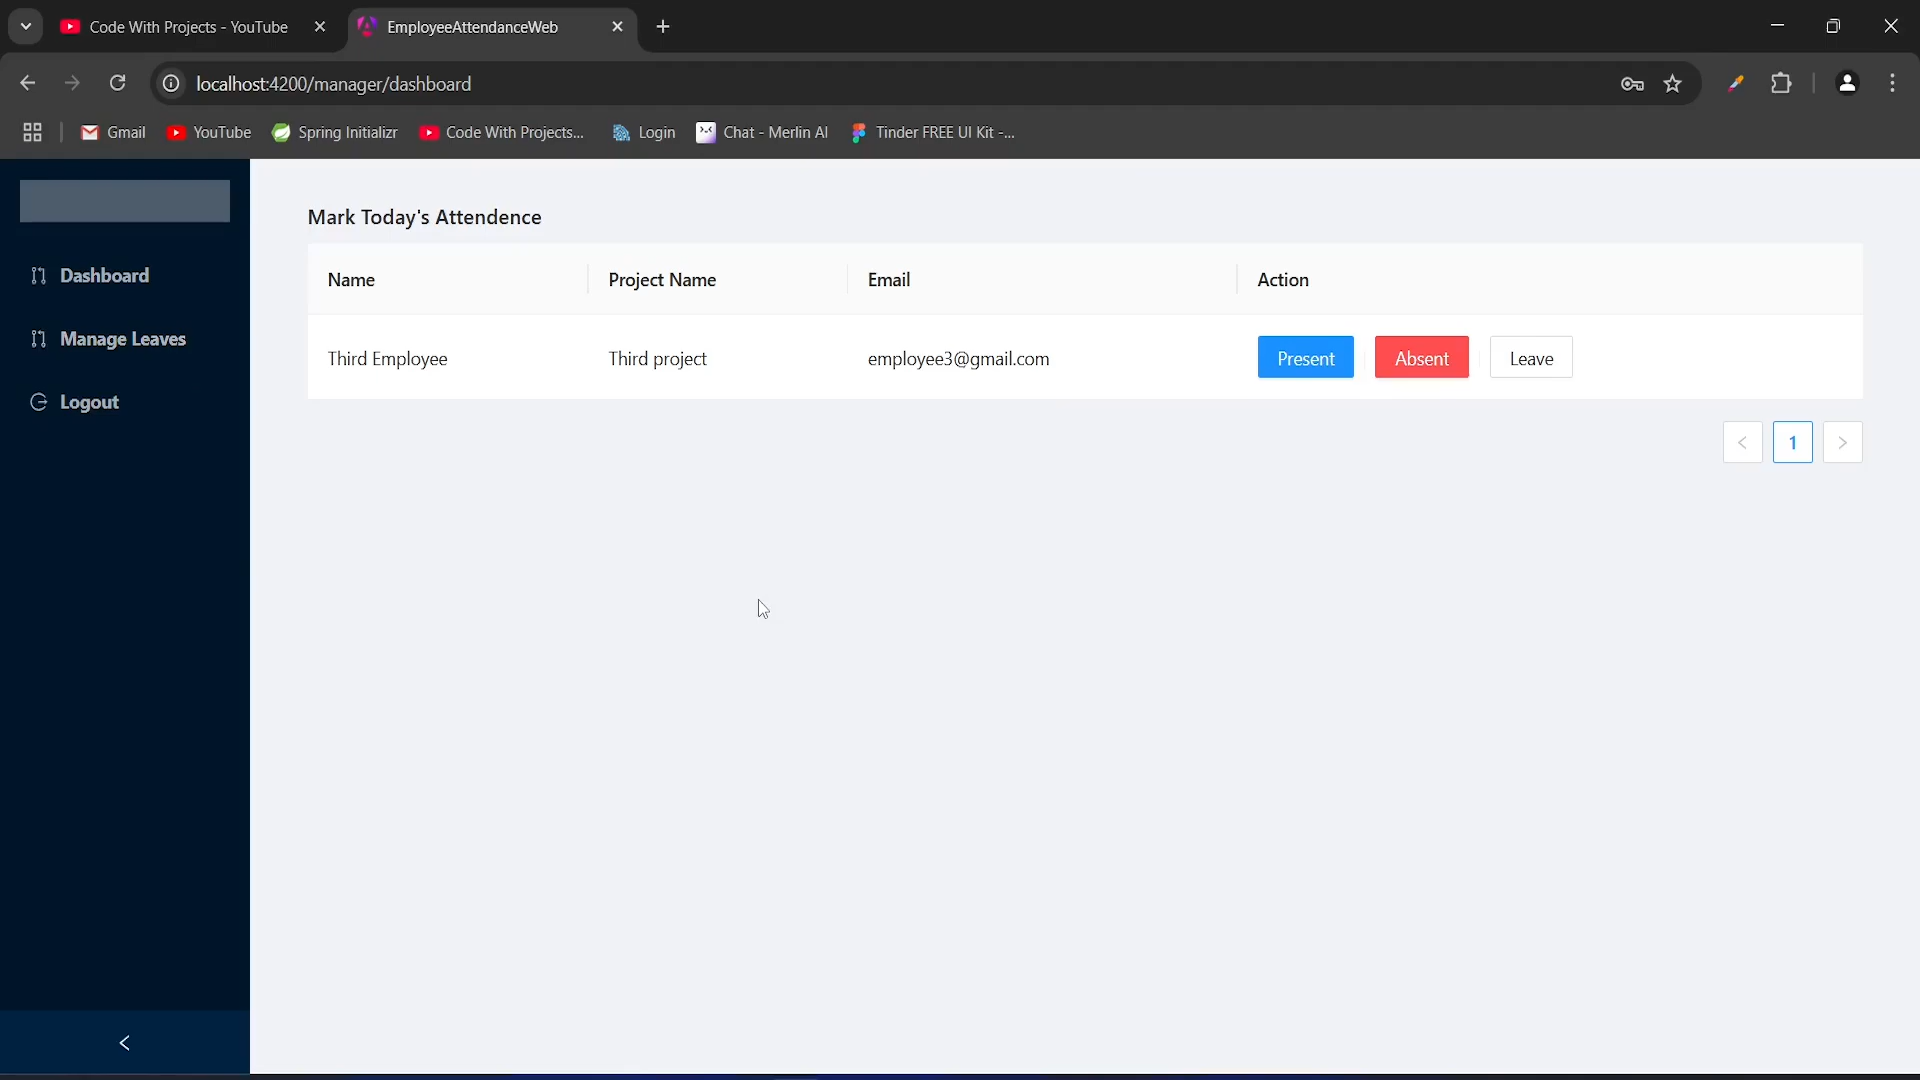 Code With Projects - YouTube
EmployeeAttendanceWeb
localhost:4200/manager/dashboard
Gmail
YouTube
Spring Initializr
Code With Projects...
Login
Chat - Merlin AI
Tinder FREE UI Kit -...
Dashboard
Manage Leaves
Logout
Mark Today's Attendence
Name Project Name Email Action
Third Employee Third project employee3@gmail.com Present Absent Leave
< 1 >
<